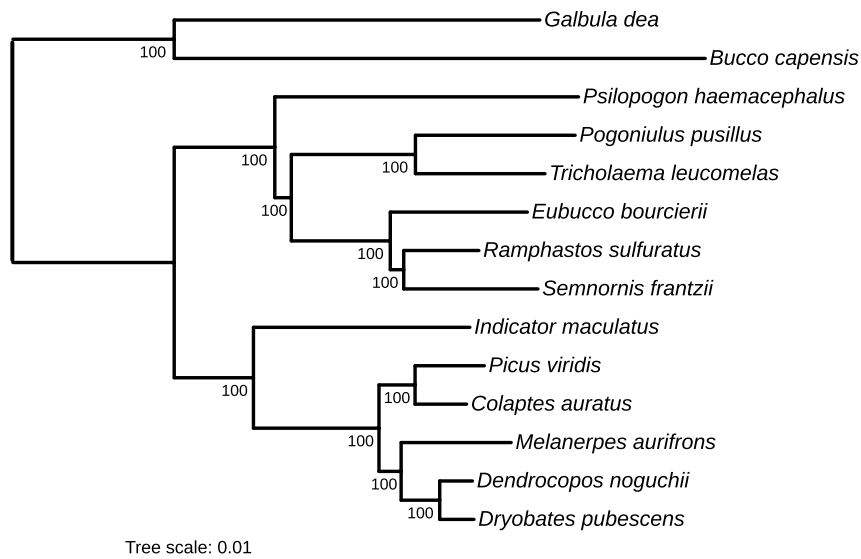 Galbula dea
100
Bucco capensis
Psilopogon haemacephalus
Pogoniulus pusillus
100
100
Tricholaema leucomelas
100
Eubucco bourcierii
100
Ramphastos sulfuratus
100
Semnornis frantzii
Indicator maculatus
Picus viridis
100
100
Colaptes auratus
100
Melanerpes aurifrons
100
Dendrocopos noguchii
100
Dryobates pubescens
Tree scale: 0.01